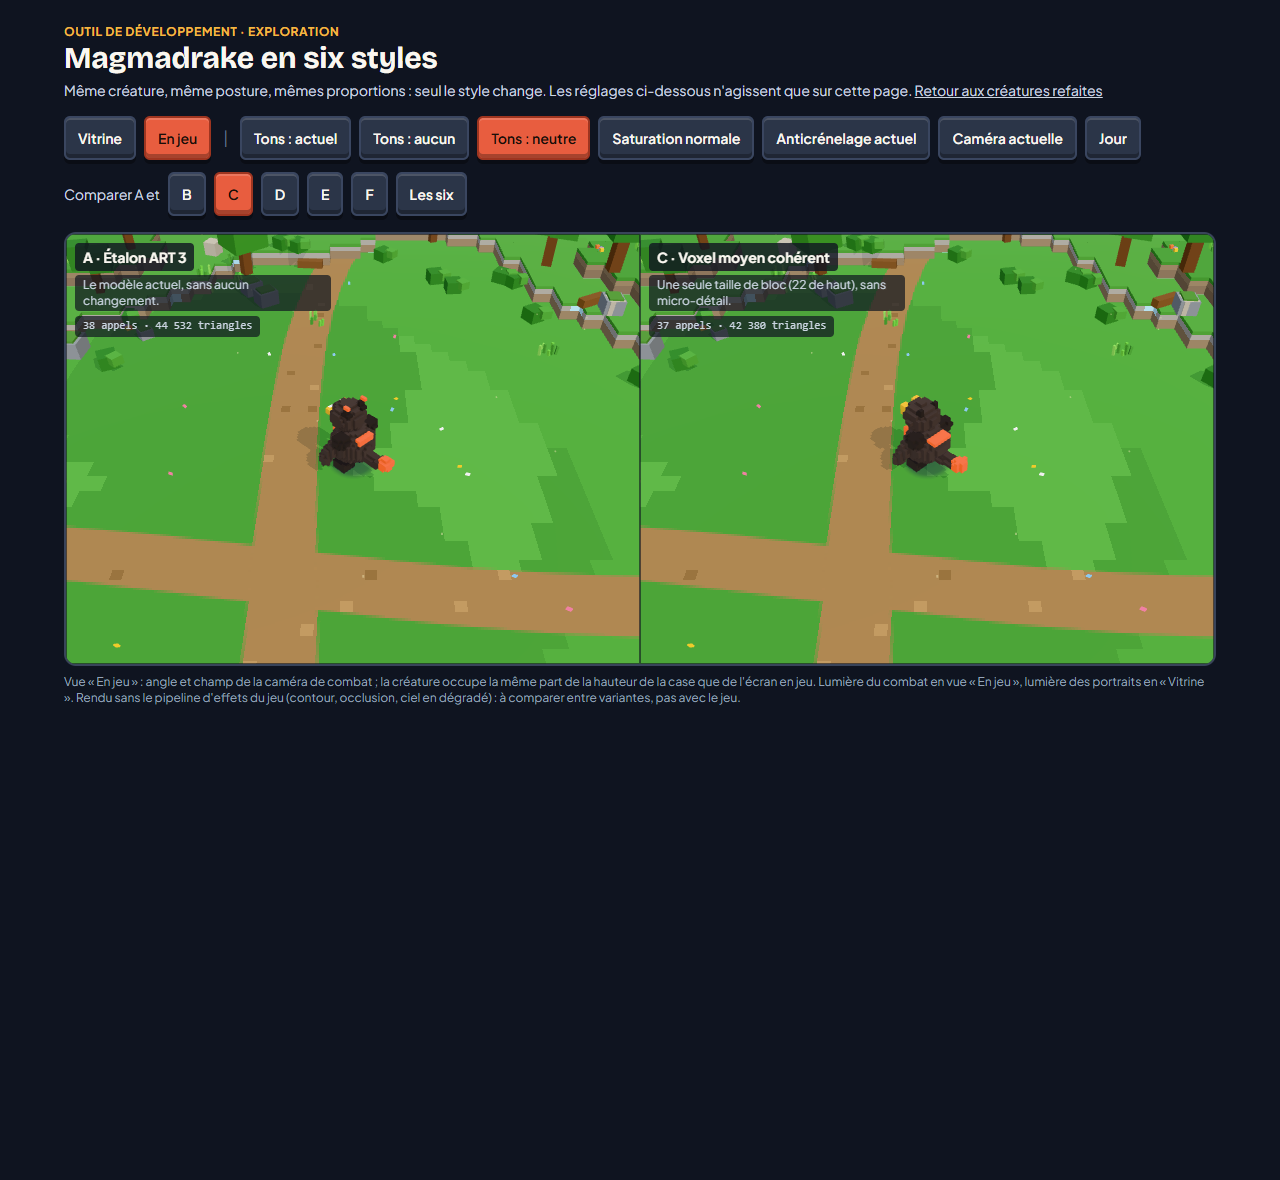 OUTIL DE DÉVELOPPEMENT · EXPLORATION
Magmadrake en six styles
Même créature, même posture, mêmes proportions : seul le style change. Les réglages ci-dessous n'agissent que sur cette page. Retour aux créatures refaites
Vitrine En jeu | Tons : actuel Tons : aucun Tons : neutre Saturation normale Anticrénelage actuel Caméra actuelle Jour
Comparer A et B C D E F Les six
A · Étalon ART 3
Le modèle actuel, sans aucun
changement.
38 appels · 44 532 triangles
C · Voxel moyen cohérent
Une seule taille de bloc (22 de haut), sans
micro-détail.
37 appels · 42 380 triangles
Vue « En jeu » : angle et champ de la caméra de combat ; la créature occupe la même part de la hauteur de la case que de l'écran en jeu. Lumière du combat en vue « En jeu », lumière des portraits en « Vitrine
». Rendu sans le pipeline d'effets du jeu (contour, occlusion, ciel en dégradé) : à comparer entre variantes, pas avec le jeu.